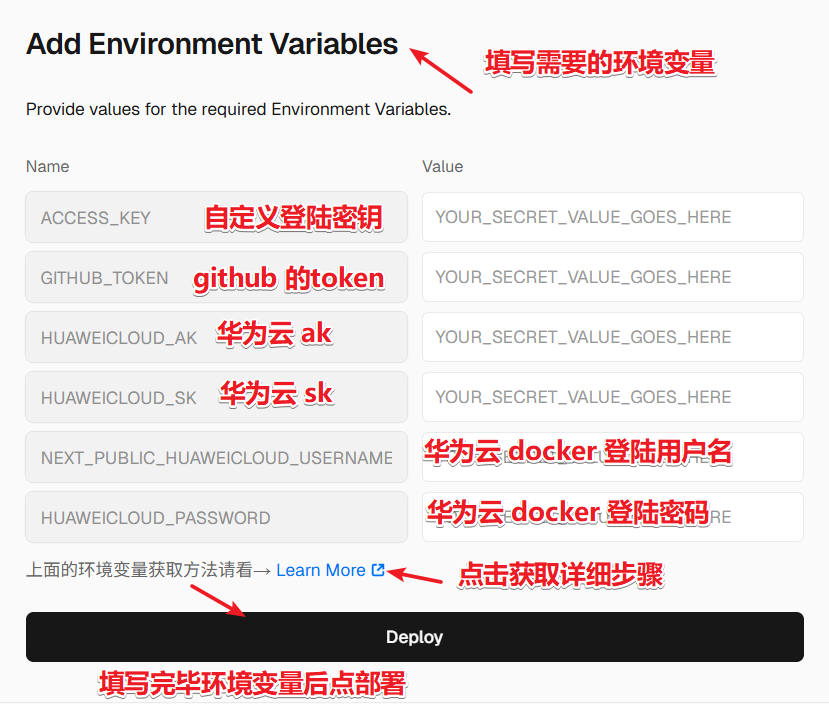 Add Environment Variables
填写需要的环境变量
Provide values for the required Environment Variables.
Name Value
ACCESS_KEY 自定义登陆密钥 YOUR_SECRET_VALUE_GOES_HERE
GITHUB_TOKEN github 的token YOUR_SECRET_VALUE_GOES_HERE
HUAWEICLOUD_AK 华为云 ak YOUR_SECRET_VALUE_GOES_HERE
HUAWEICLOUD_SK 华为云 sk YOUR_SECRET_VALUE_GOES_HERE
NEXT_PUBLIC_HUAWEICLOUD_USERNAME 华为云 docker 登陆用户名
HUAWEICLOUD_PASSWORD 华为云 docker 登陆密码
上面的环境变量获取方法请看→ Learn More 点击获取详细步骤
Deploy
填写完毕环境变量后点部署